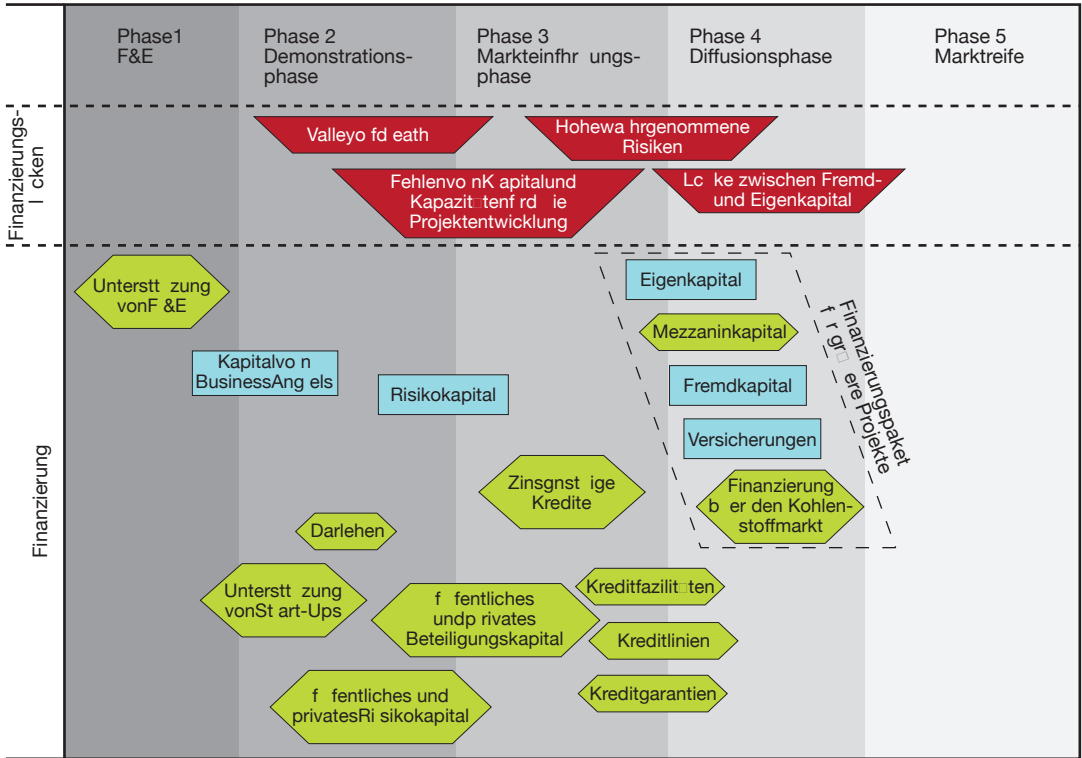 Phase1
F&E
Phase 2
Demonstrations-
phase
Phase 3
Markteinfhr ungs-
phase
Phase 4
Diffusionsphase
Phase 5
Marktreife
Finanzierungs-
l cken
Valleyo fd eath
Hohewa hrgenommene
Risiken
Fehlenvo nK apitalund
Kapazit□tenf rd ie
Projektentwicklung
Lc ke zwischen Fremd-
und Eigenkapital
Finanzierung
Unterstt zung
vonF &E
Kapitalvo n
BusinessAng els
Risikokapital
Eigenkapital
Mezzaninkapital
Fremdkapital
Versicherungen
Finanzierung
b er den Kohlen-
stoffmarkt
Finanzierungspaket
f r gr□ ere Projekte
Zinsgnst ige
Kredite
Darlehen
Unterstt zung
vonSt art-Ups
f fentliches
undp rivates
Beteiligungskapital
Kreditfazilit□ten
Kreditlinien
Kreditgarantien
f fentliches und
privatesRi sikokapital